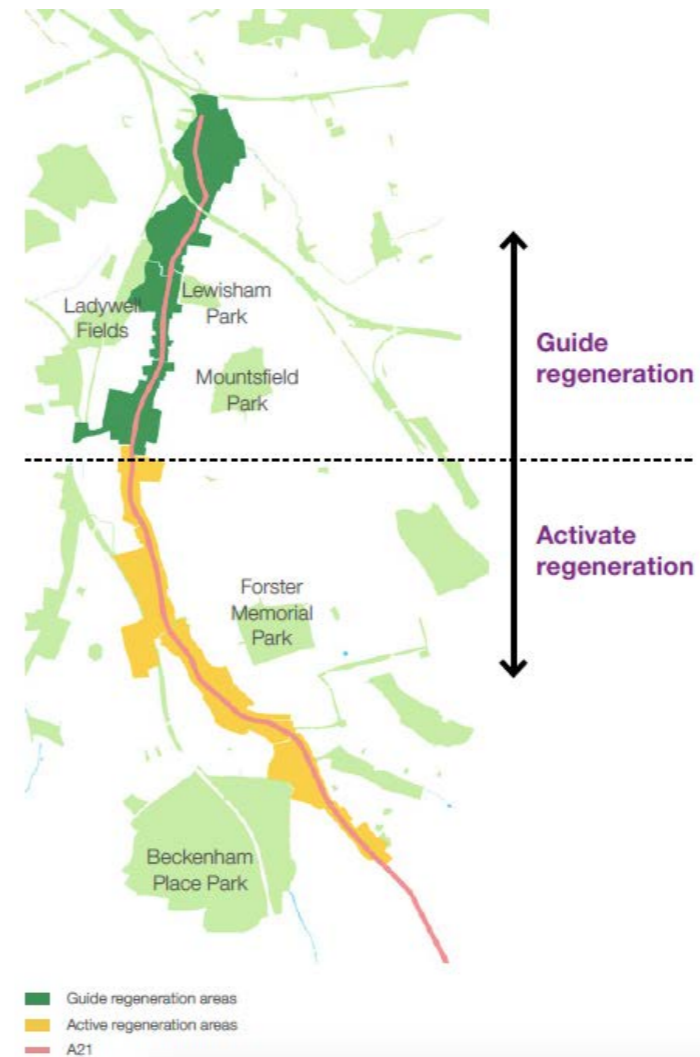 Ladywell
Fields
Lewisham
Park
Mountsfield
Park
Guide
regeneration
Activate
regeneration
Forster
Memorial
Park
Beckenham
Place Park
Guide regeneration areas
Active regeneration areas
A21